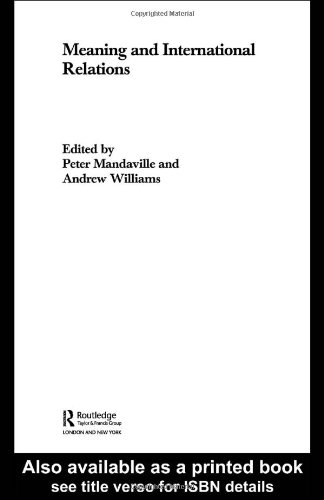 Copyrighted Material
Meaning and International
Relations
Edited by
Peter Mandaville and
Andrew Williams
Routledge
Taylor & Francis Group
LONDON AND NEW YORK
Also available as a printed book
see title verso for ISBN details